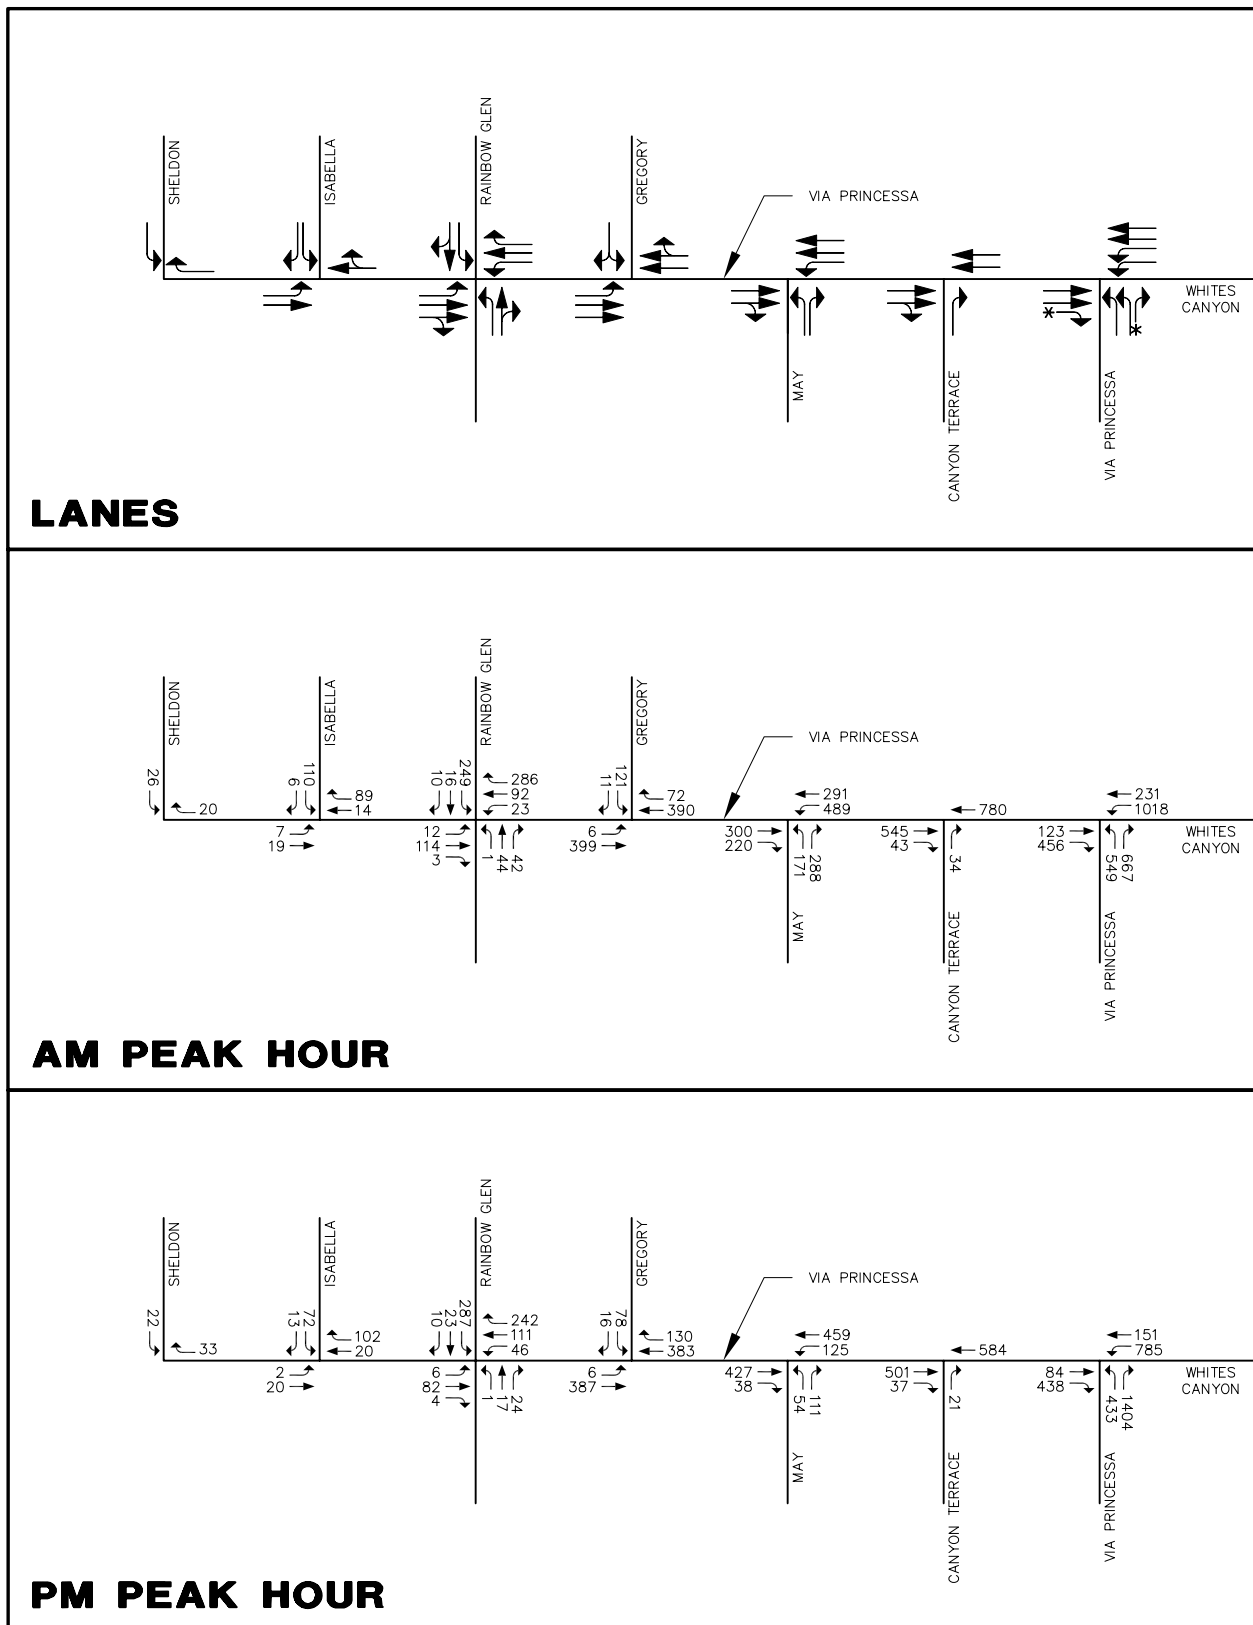 SHELDON
ISABELLA
RAINBOW GLEN
GREGORY
VIA PRINCESSA
WHITES
CANYON
*
*
MAY
CANYON TERRACE
VIA PRINCESSA
LANES
SHELDON
ISABELLA
RAINBOW GLEN
GREGORY
VIA PRINCESSA
26
20
6
110
89
14
7
19
10
16
249
286
92
23
12
114
3
1
44
42
11
121
72
390
6
399
291
489
300
220
171
288
780
545
43
34
231
1018
123
456
549
667
WHITES
CANYON
MAY
CANYON TERRACE
VIA PRINCESSA
AM PEAK HOUR
SHELDON
ISABELLA
RAINBOW GLEN
GREGORY
VIA PRINCESSA
22
33
13
72
102
20
2
20
10
23
287
242
111
46
6
82
4
1
17
24
16
78
130
383
6
387
459
125
427
38
54
111
584
501
37
21
151
785
84
438
433
1404
WHITES
CANYON
MAY
CANYON TERRACE
VIA PRINCESSA
PM PEAK HOUR